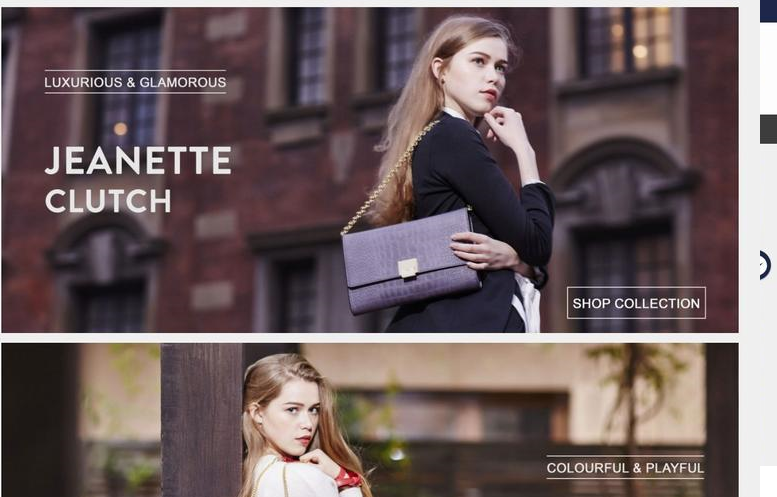 LUXURIOUS & GLAMOROUS
JEANETTE
CLUTCH
SHOP COLLECTION
COLOURFUL & PLAYFUL